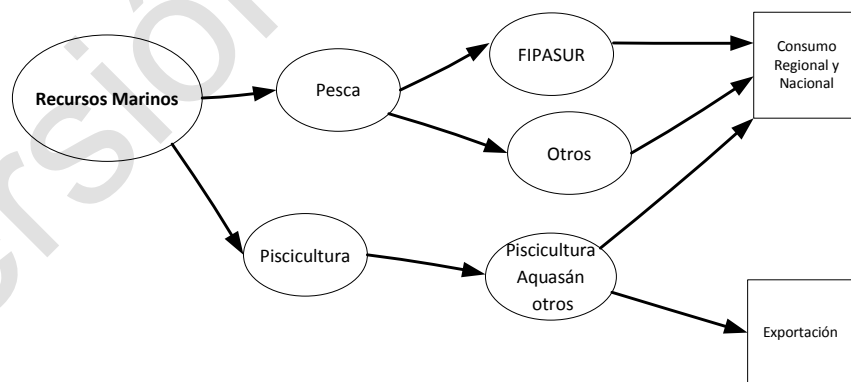 FIPASUR
Consumo
Regional y
Nacional
Recursos Marinos
Pesca
Otros
Piscicultura
Piscicultura
Aquasán
otros
Exportación